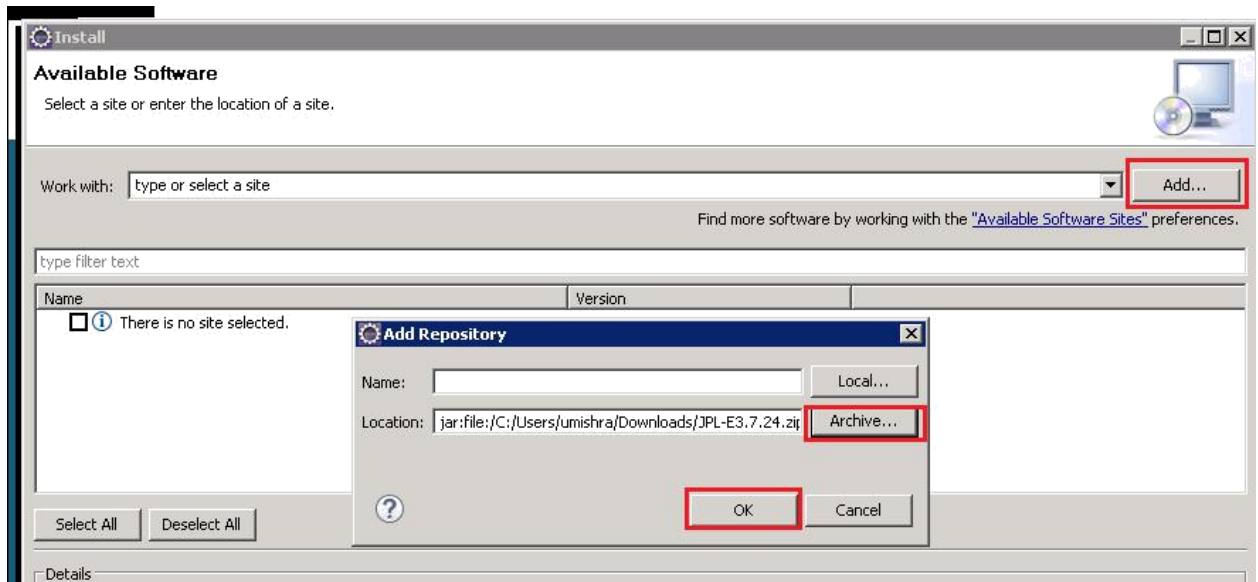 Install
Available Software
Select a site or enter the location of a site.
Work with: type or select a site Add...
Find more software by working with the "Available Software Sites" preferences.
type filter text
Name Version
There is no site selected.
Add Repository
Name: Local...
Location: jar:file:/C:/Users/umishra/Downloads/JPL-E3.7.24.zip Archive...
? OK Cancel
Select All Deselect All
Details